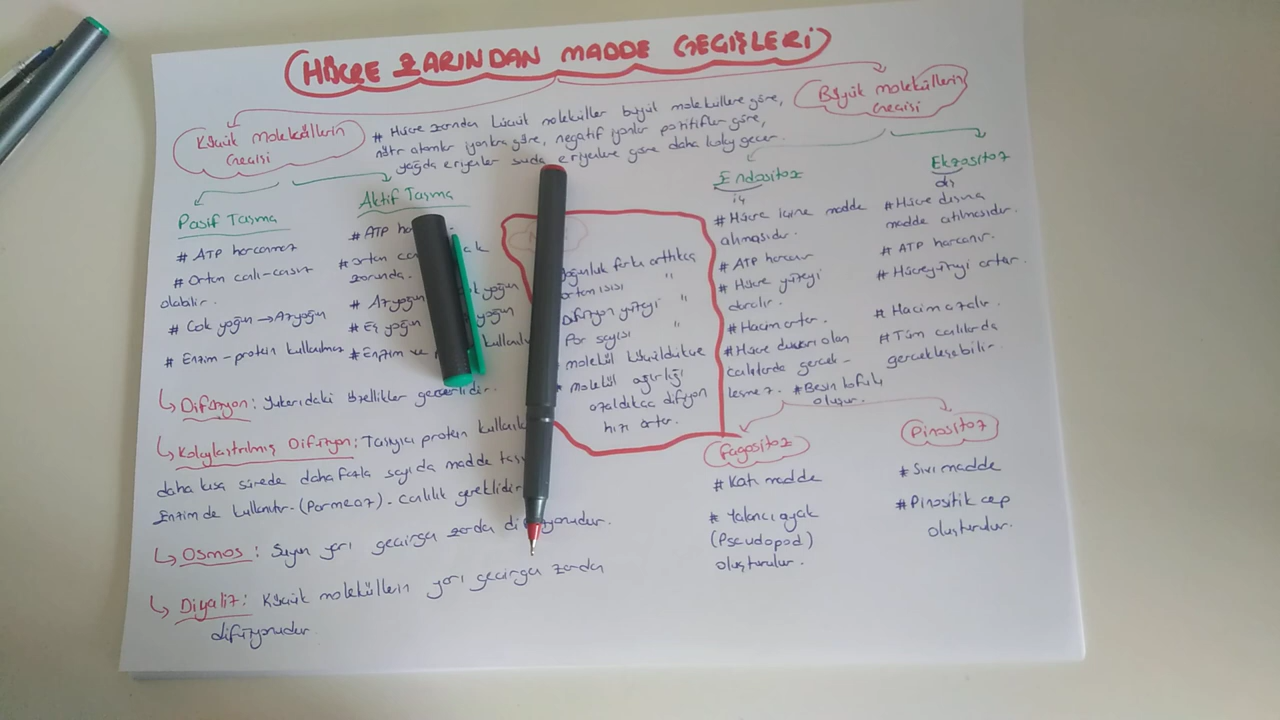 HÜCRE ZARINDAN MADDE GEÇİŞLERİ
Küçük Moleküllerin
Geçişi
# Hücre zarında küçük moleküller büyük moleküllere göre,
nötr atomlar iyonlara göre, negatif iyonlar pozitiflere göre,
yağda eriyenler suda eriyenlere göre daha kolay geçer.
Büyük moleküllerin
Geçişi
Pasif Taşıma
# ATP harcanmaz
# Ortam canlı-cansız
olabilir.
# Çok yoğun → Az yoğun
# Enzim-protein kullanılmaz
Aktif Taşıma
# ATP
# ortam
zorunda.
# Az yoğun yoğun
# Eş yoğun yoğun
# Enzim ve
Difüzyon: Yukarıdaki özellikler geçerlidir.
Kolaylaştırılmış Difüzyon: Taşıyıcı protein
daha kısa sürede daha fazla sayıda madde
Enzim de kullanılır. (Permeaz). Canlılık gereklidir
Osmos: Suyun yarı geçirgen zarda
Diyaliz: Küçük moleküllerin yarı geçirgen zarda
difüzyonudur.
yoğunluk farkı arttıkça
ortam ısısı "
Difüzyon yüzeyi "
Por sayısı "
molekül küçüldükçe
# molekül ağırlığı
azaldıkça difüzyon
hızı artar.
Endositoz
iç
# Hücre içine madde
alınmasıdır.
# ATP harcanır
# Hücre yüzeyi
daralır.
# Hacim artar.
# Hücre duvarı olan
canlılarda gerçek-
leşmez. # Besin kofulu
oluşur.
Ekzositoz
dış
# Hücre dışına
madde atılmasıdır.
# ATP harcanır.
# Hücre yüzeyi artar.
# Hacim azalır.
# Tüm canlılarda
gerçekleşebilir.
Fagositoz
# Katı madde
# Yalancı ayak
(Pseudopod)
oluşturulur.
Pinositoz
# Sıvı madde
# Pinositik cep
oluşturulur.